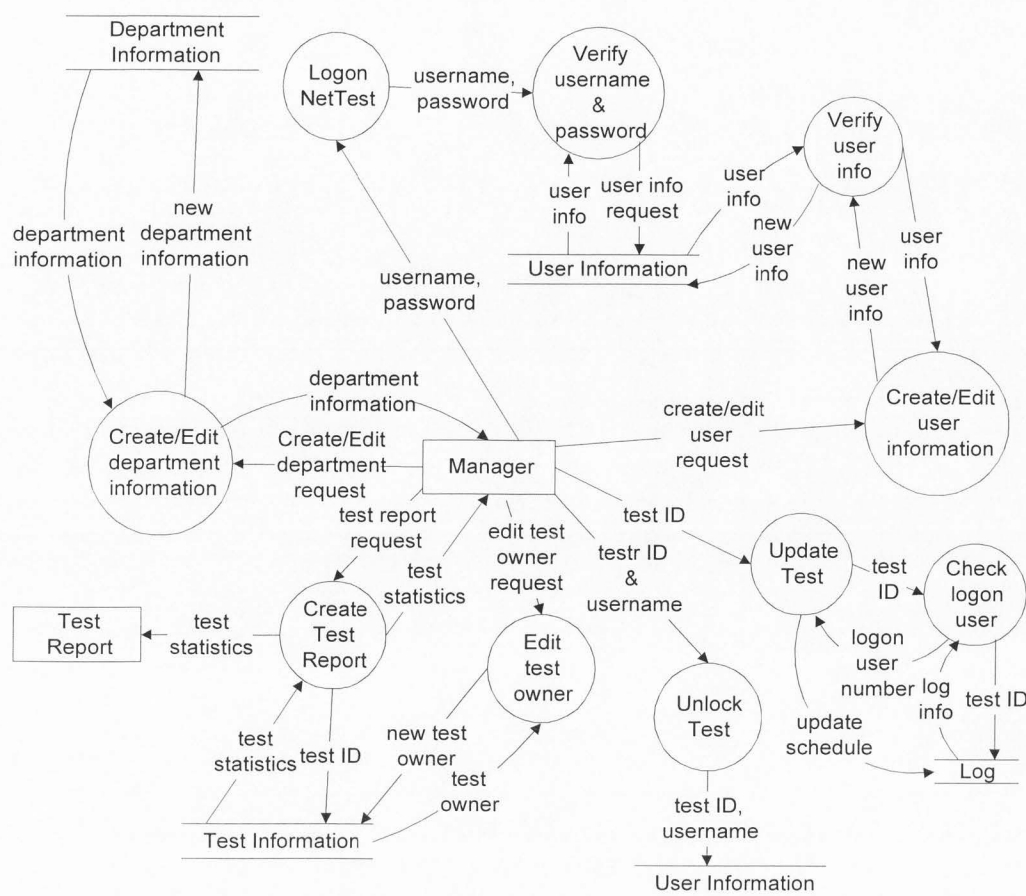 Department
Information
Logon
NetTest
username,
password
Verify
username
&
password
Verify
user
info
user
info
user info
request
user
info
new
user
info
User Information
new
user
info
user
info
department
information
new
department
information
username,
password
department
information
Create/Edit
department
information
Create/Edit
department
request
Manager
create/edit
user
request
Create/Edit
user
information
test report
request
test
statistics
edit test
owner
request
testr ID
&
username
test ID
Update
Test
test
ID
Check
logon
user
Test
Report
test
statistics
Create
Test
Report
Edit
test
owner
Unlock
Test
logon
user
number
log
info
test ID
update
schedule
Log
test
statistics
test ID
new test
owner
test
owner
Test Information
test ID,
username
User Information